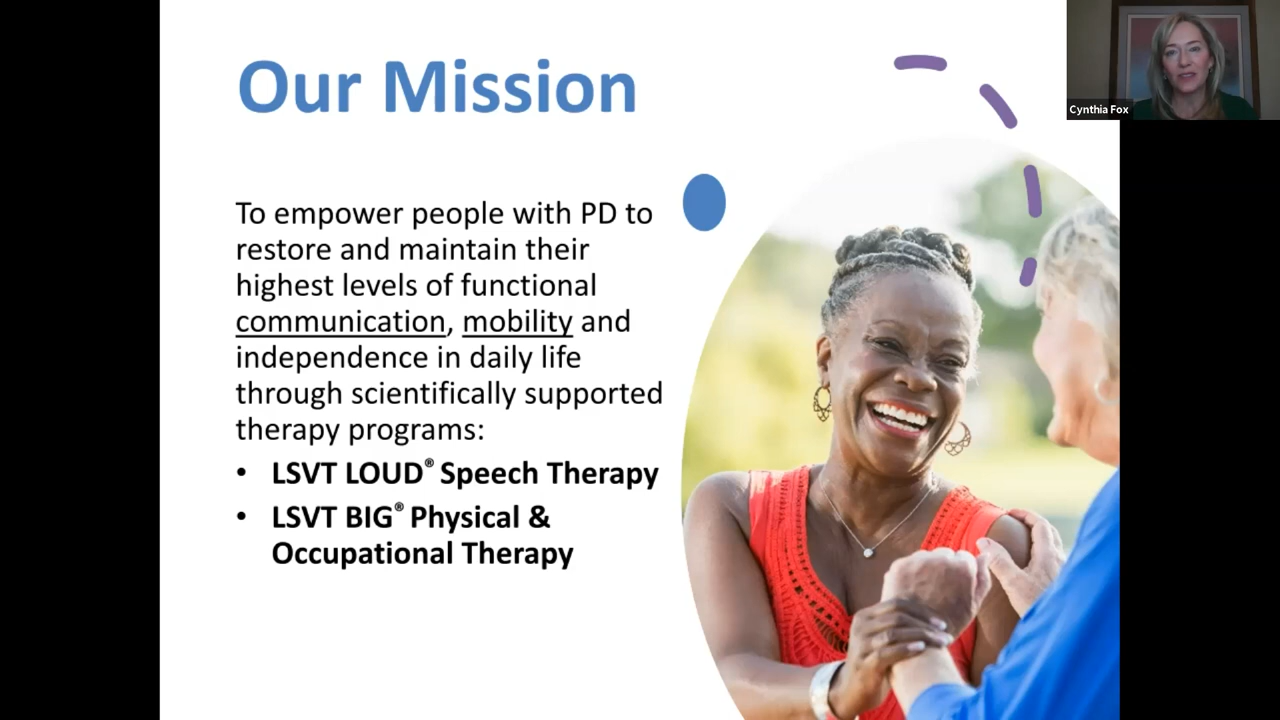 Our Mission
Cynthia Fox
To empower people with PD to
restore and maintain their
highest levels of functional
communication, mobility and
independence in daily life
through scientifically supported
therapy programs:
• LSVT LOUD® Speech Therapy
• LSVT BIG® Physical &
Occupational Therapy